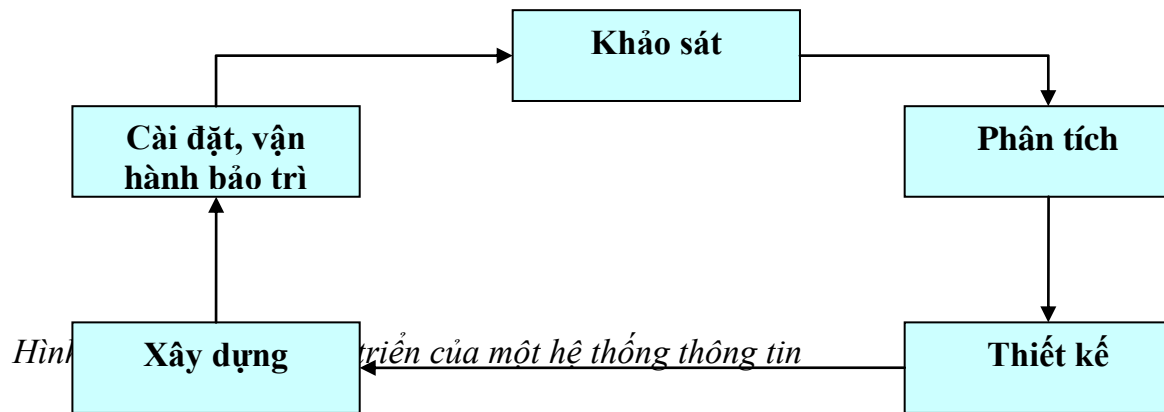 Khảo sát
Cài đặt, vận
hành bảo trì
Phân tích
Hình
triển của một hệ thống thông tin
Xây dựng
Thiết kế